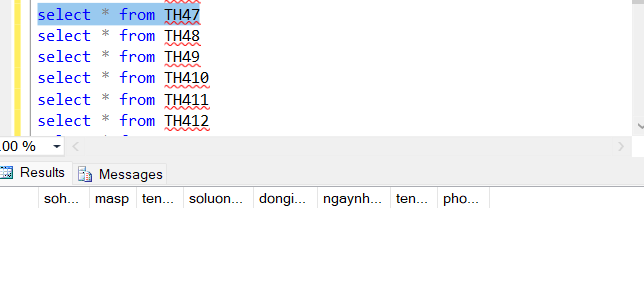 select * from TH47
select * from TH48
select * from TH49
select * from TH410
select * from TH411
select * from TH412
.00 %
Results Messages
soh... masp ten... soluon... dongi... ngaynh... ten... pho...